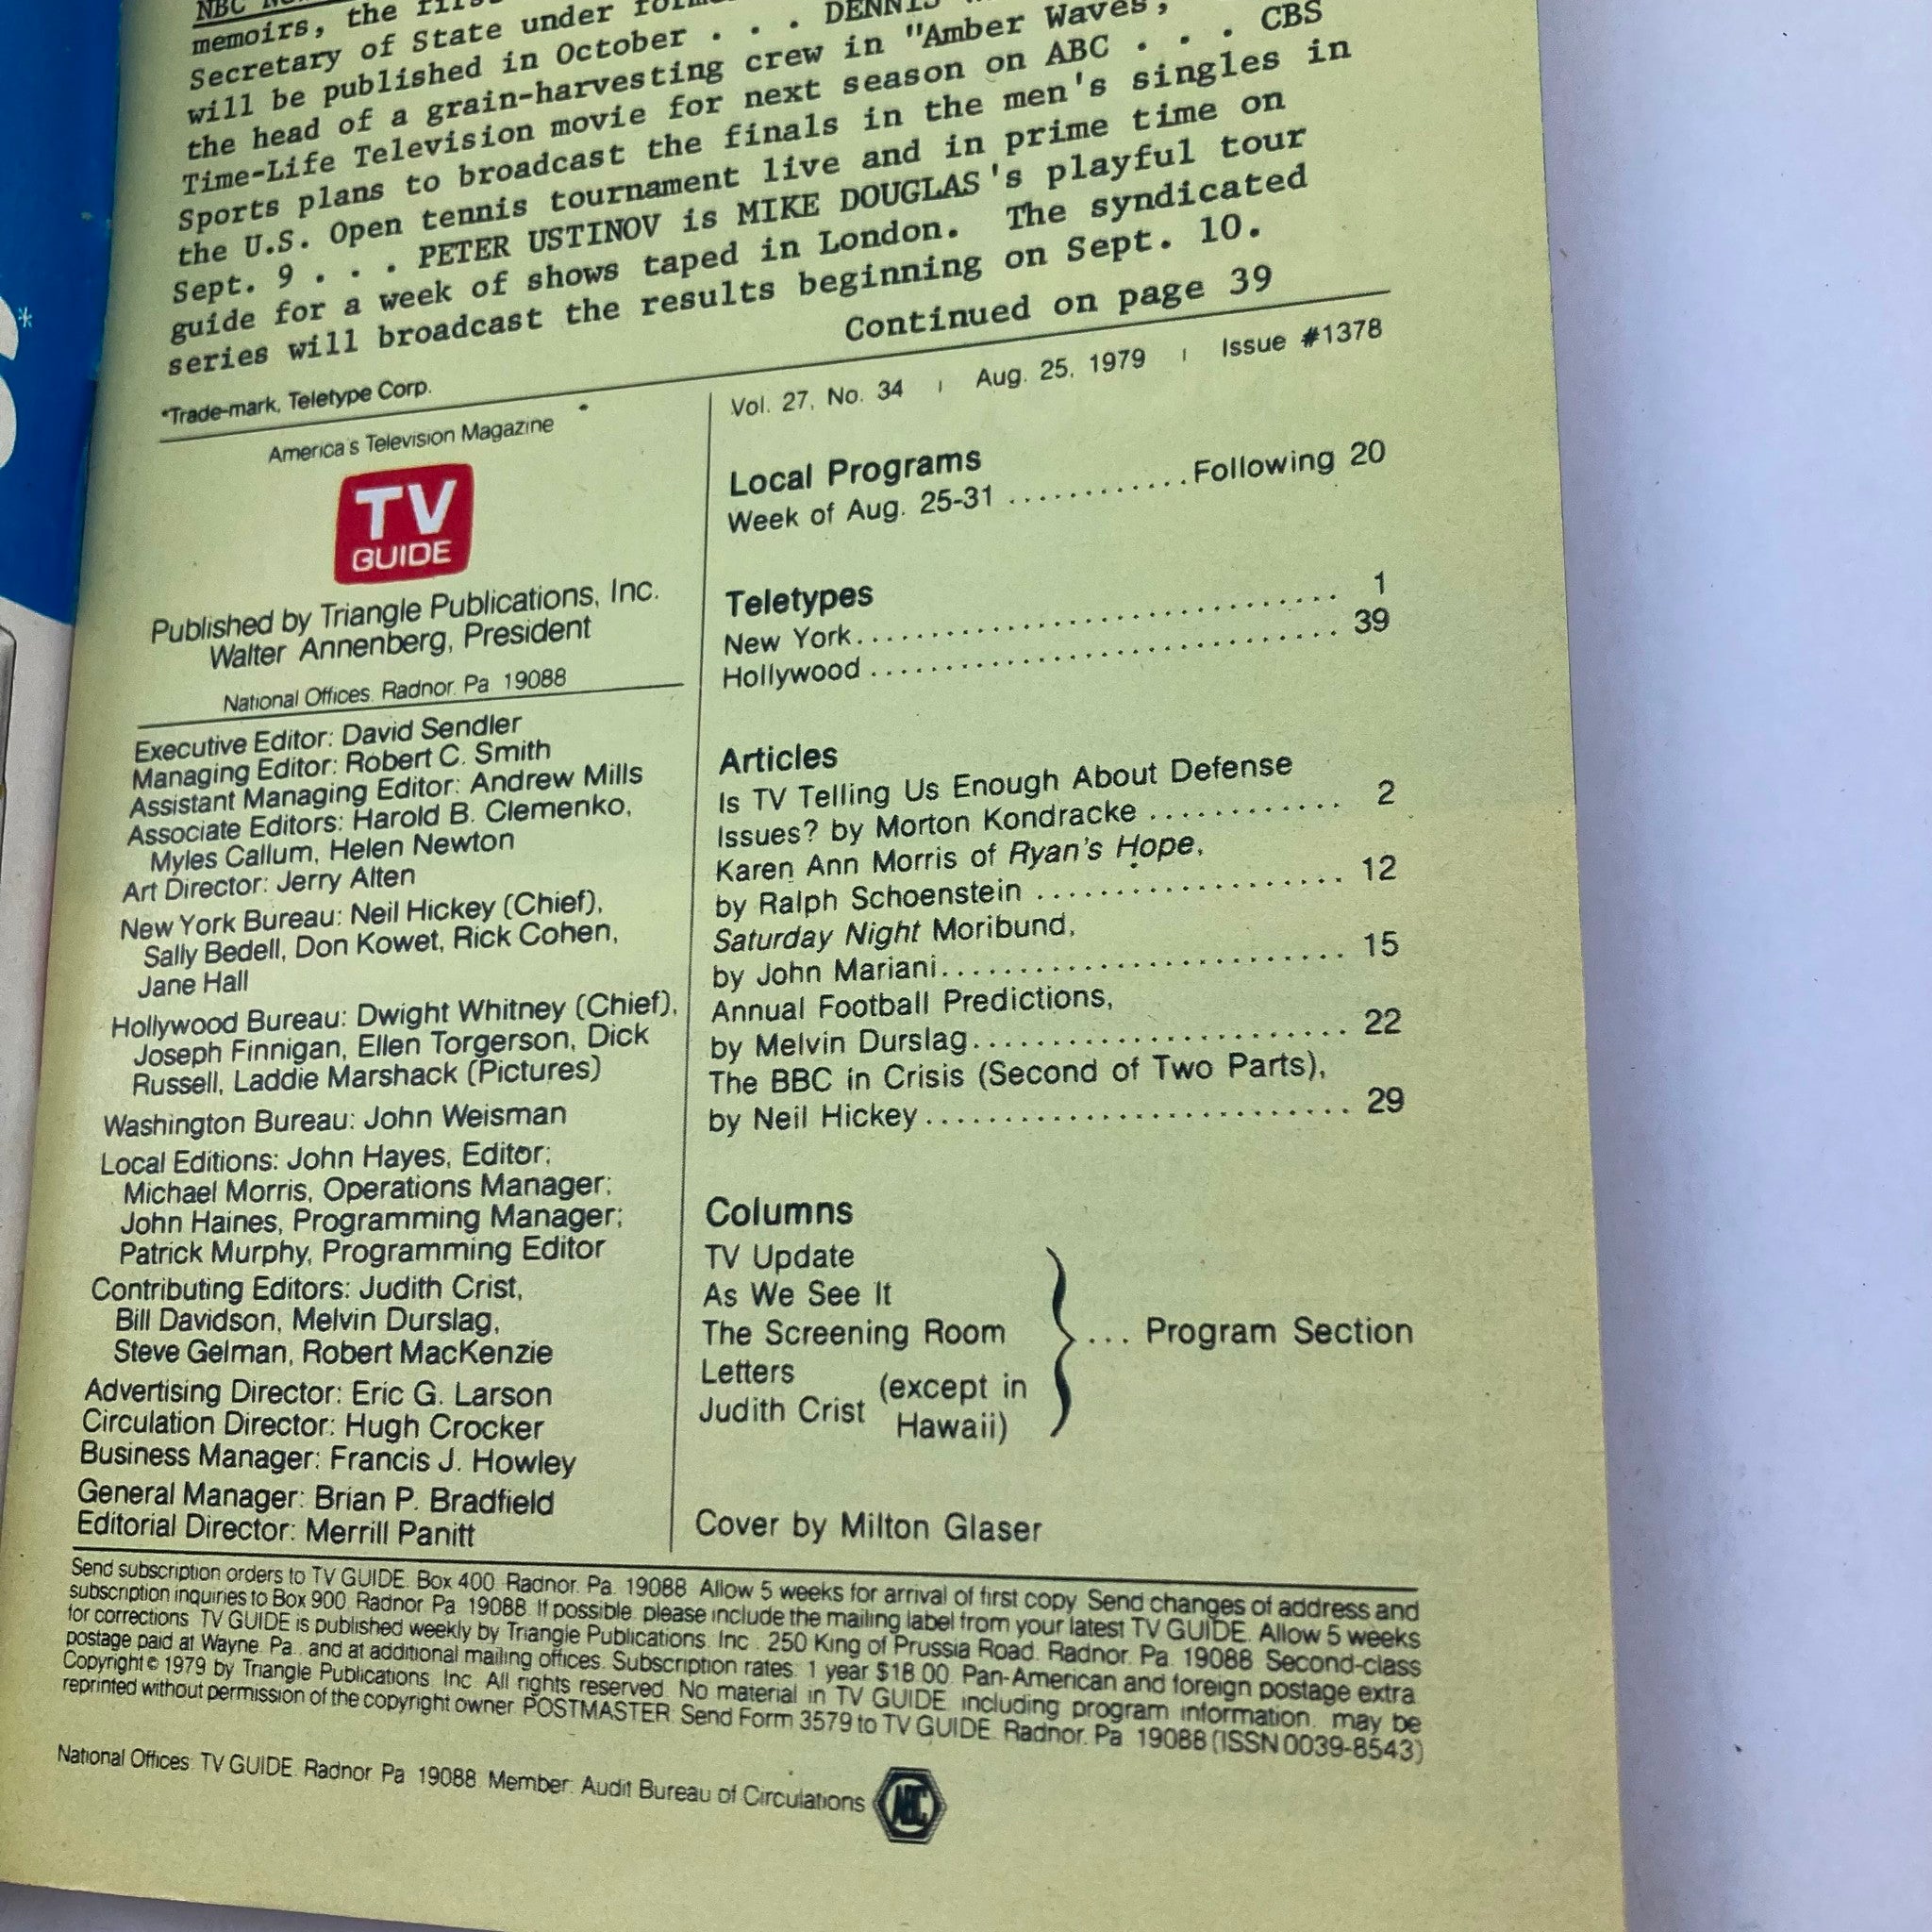 NBC
memoirs, the
Secretary of State under
will be published in October . . . DENNIS
the head of a grain-harvesting crew in "Amber Waves,"
Time-Life Television movie for next season on ABC . . . CBS
Sports plans to broadcast the finals in the men's singles in
the U.S. Open tennis tournament live and in prime time on
Sept. 9 . . . PETER USTINOV is MIKE DOUGLAS's playful tour
guide for a week of shows taped in London. The syndicated
series will broadcast the results beginning on Sept. 10.
Continued on page 39
*Trade-mark, Teletype Corp.
America's Television Magazine
TV
GUIDE
Published by Triangle Publications, Inc.
Walter Annenberg, President
National Offices, Radnor, Pa. 19088
Executive Editor: David Sendler
Managing Editor: Robert C. Smith
Assistant Managing Editor: Andrew Mills
Associate Editors: Harold B. Clemenko,
Myles Callum, Helen Newton
Art Director: Jerry Alten
New York Bureau: Neil Hickey (Chief),
Sally Bedell, Don Kowet, Rick Cohen,
Jane Hall
Hollywood Bureau: Dwight Whitney (Chief),
Joseph Finnigan, Ellen Torgerson, Dick
Russell, Laddie Marshack (Pictures)
Washington Bureau: John Weisman
Local Editions: John Hayes, Editor;
Michael Morris, Operations Manager;
John Haines, Programming Manager;
Patrick Murphy, Programming Editor
Contributing Editors: Judith Crist,
Bill Davidson, Melvin Durslag,
Steve Gelman, Robert MacKenzie
Advertising Director: Eric G. Larson
Circulation Director: Hugh Crocker
Business Manager: Francis J. Howley
General Manager: Brian P. Bradfield
Editorial Director: Merrill Panitt
Vol. 27, No. 34 | Aug. 25, 1979 | Issue #1378
Local Programs
Week of Aug. 25-31 ............Following 20
Teletypes
New York.............................. 1
Hollywood............................. 39
Articles
Is TV Telling Us Enough About Defense
Issues? by Morton Kondracke ............ 2
Karen Ann Morris of Ryan's Hope,
by Ralph Schoenstein ................... 12
Saturday Night Moribund,
by John Mariani......................... 15
Annual Football Predictions,
by Melvin Durslag....................... 22
The BBC in Crisis (Second of Two Parts),
by Neil Hickey.......................... 29
Columns
TV Update
As We See It
The Screening Room ... Program Section
Letters
Judith Crist (except in
Hawaii)
Cover by Milton Glaser
Send subscription orders to TV GUIDE, Box 400, Radnor, Pa. 19088. Allow 5 weeks for arrival of first copy. Send changes of address and
subscription inquiries to Box 900, Radnor, Pa. 19088. If possible, please include the mailing label from your latest TV GUIDE. Allow 5 weeks
for corrections. TV GUIDE is published weekly by Triangle Publications, Inc., 250 King of Prussia Road, Radnor, Pa. 19088. Second-class
postage paid at Wayne, Pa., and at additional mailing offices. Subscription rates: 1 year $18.00. Pan-American and foreign postage extra.
Copyright © 1979 by Triangle Publications, Inc. All rights reserved. No material in TV GUIDE, including program information, may be
reprinted without permission of the copyright owner. POSTMASTER: Send Form 3579 to TV GUIDE, Radnor, Pa. 19088 (ISSN 0039-8543)
National Offices: TV GUIDE, Radnor, Pa. 19088. Member: Audit Bureau of Circulations
ABC